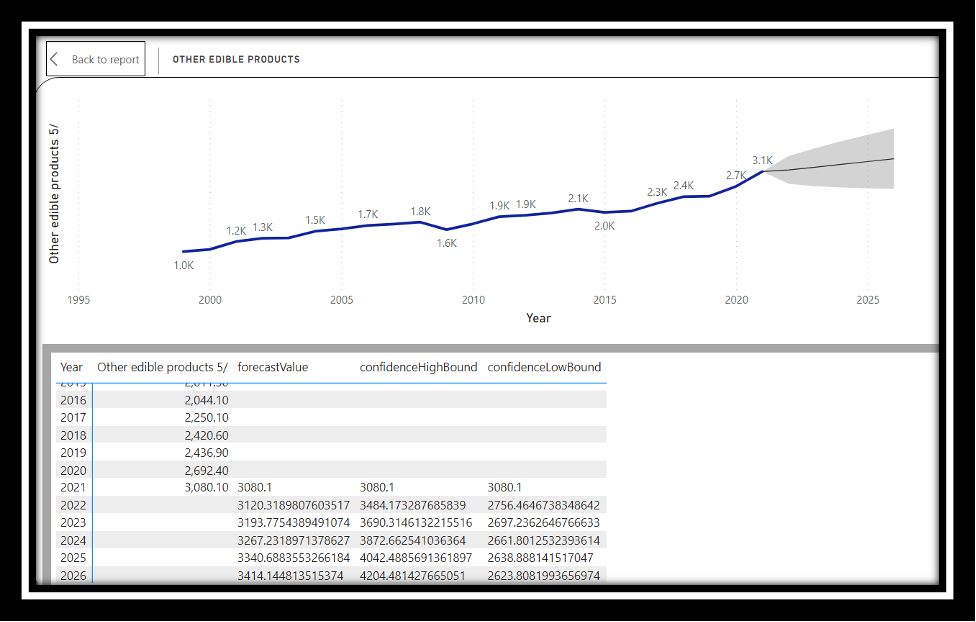 Back to report
OTHER EDIBLE PRODUCTS
Other edible products 5/
1.0K
1.2K
1.3K
1.5K
1.7K
1.8K
1.6K
1.9K
1.9K
2.1K
2.0K
2.3K
2.4K
2.7K
3.1K
1995 2000 2005 2010 2015 2020 2025
Year
Year Other edible products 5/ forecastValue confidenceHighBound confidenceLowBound
2016 2,044.10
2017 2,250.10
2018 2,420.60
2019 2,436.90
2020 2,692.40
2021 3,080.10 3080.1 3080.1 3080.1
2022 3120.3189807603517 3484.173287685839 2756.4646738348642
2023 3193.7754389491074 3690.3146132215516 2697.2362646766633
2024 3267.2318971378627 3872.662541036364 2661.8012532393614
2025 3340.6883553266184 4042.4885691361897 2638.888141517047
2026 3414.144813515374 4204.481427665051 2623.8081993656974